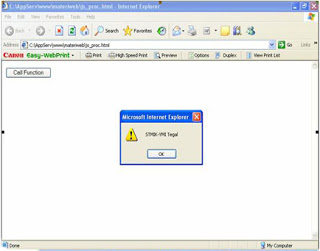 C:\AppServ\www\materiweb\js_proc.html - Internet Explorer
File Edit View Favorites Tools Help
Back Search Favorites
Address C:\AppServ\www\materiweb\js_proc.html Go Links
Canon Easy-WebPrint Print High Speed Print Preview Options Duplex View Print List
Call Function
Microsoft Internet Explorer
STMIK-YMI Tegal
OK
Done My Computer